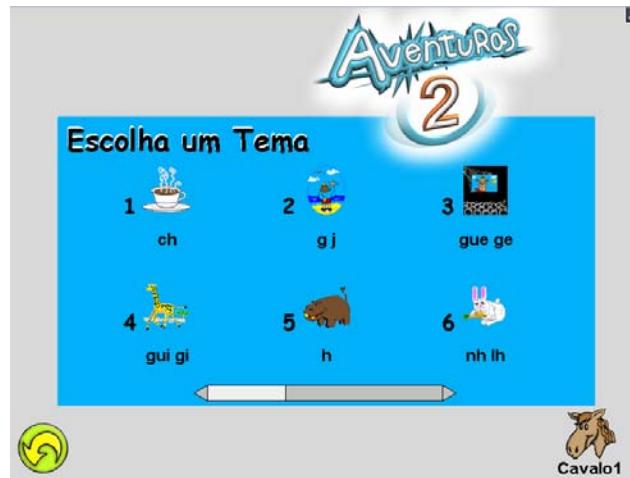 Aventuras
2
Escolha um Tema
1
2
3
ch
g j
gue ge
4
5
6
gui gi
h
nh lh
Cavalo1